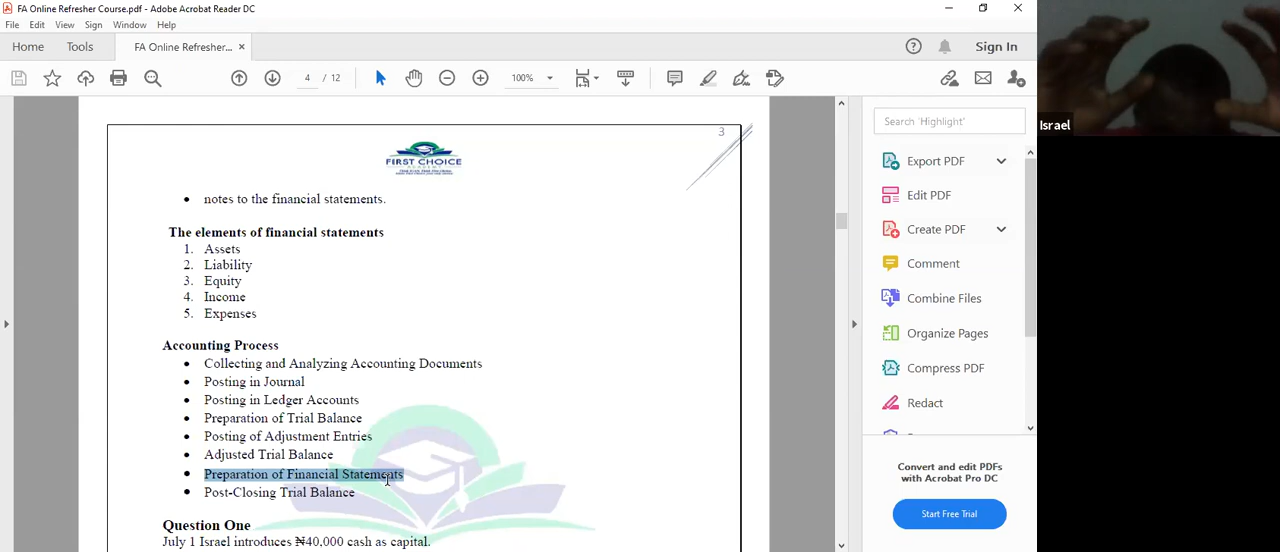 FA Online Refresher Course.pdf - Adobe Acrobat Reader DC
File Edit View Sign Window Help
Home Tools FA Online Refresher... × Sign In
4 / 12 100%
3
FIRST CHOICE
notes to the financial statements.
The elements of financial statements
1. Assets
2. Liability
3. Equity
4. Income
5. Expenses
Accounting Process
• Collecting and Analyzing Accounting Documents
• Posting in Journal
• Posting in Ledger Accounts
• Preparation of Trial Balance
• Posting of Adjustment Entries
• Adjusted Trial Balance
• Preparation of Financial Statements
• Post-Closing Trial Balance
Question One
July 1 Israel introduces ₦40,000 cash as capital.
Search 'Highlight'
Export PDF
Edit PDF
Create PDF
Comment
Combine Files
Organize Pages
Compress PDF
Redact
Convert and edit PDFs
with Acrobat Pro DC
Start Free Trial
Israel